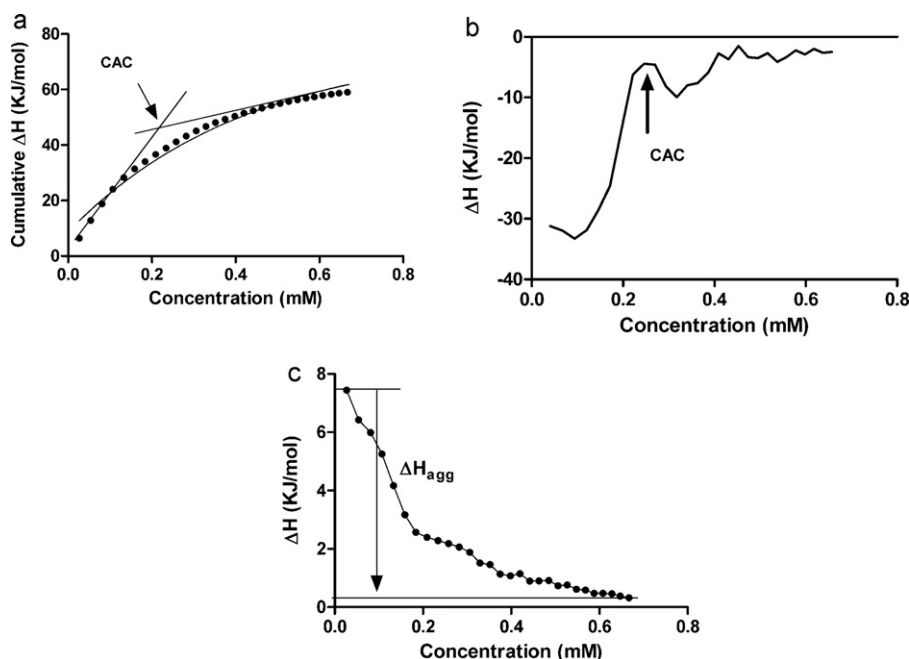 a
Cumulative ΔH (KJ/mol)
80
60
40
20
0
CAC
0.0 0.2 0.4 0.6 0.8
Concentration (mM)
b
ΔH (KJ/mol)
0
-10
-20
-30
-40
CAC
0.0 0.2 0.4 0.6 0.8
Concentration (mM)
C
ΔH (KJ/mol)
8
6
4
2
0
ΔHagg
0.0 0.2 0.4 0.6 0.8
Concentration (mM)